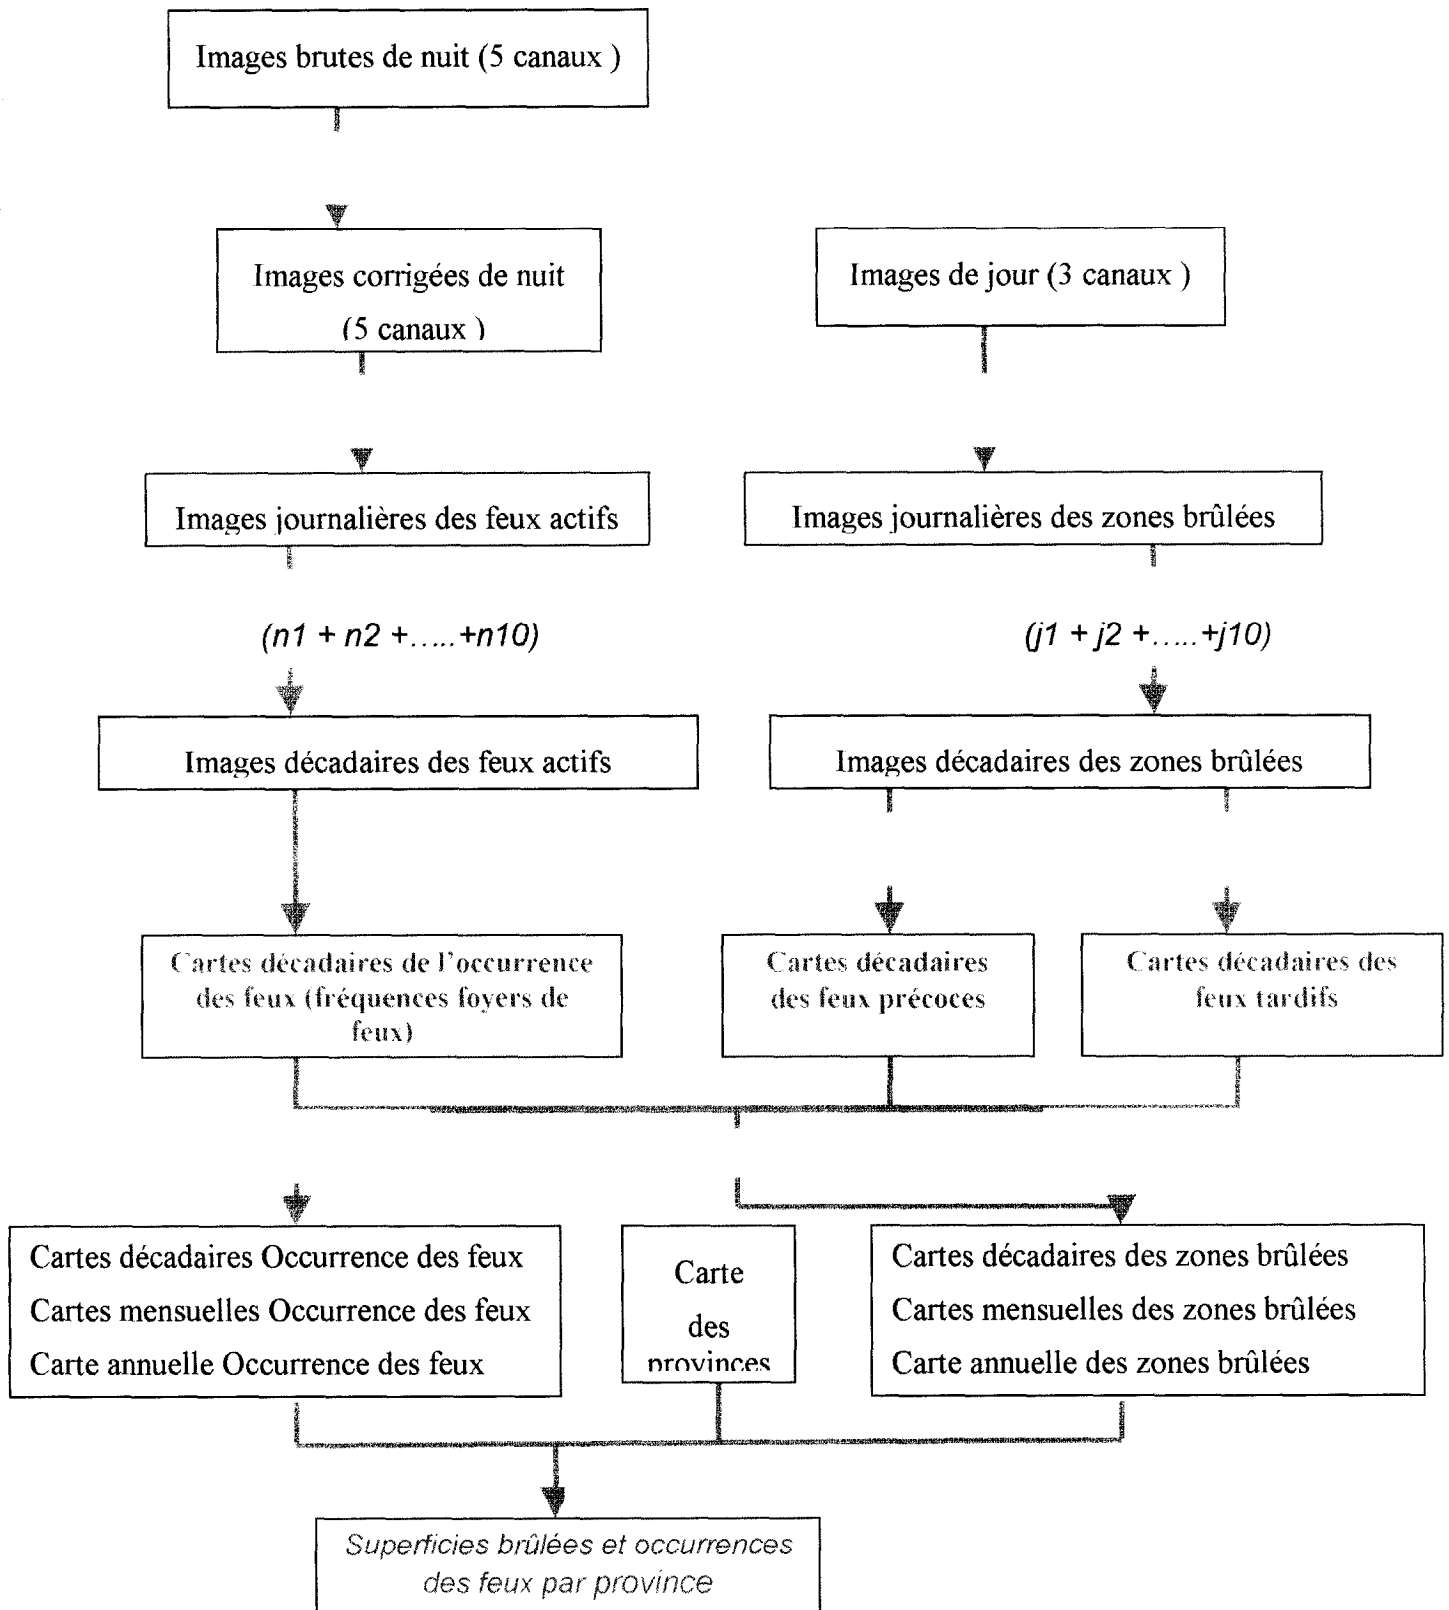 Images brutes de nuit (5 canaux )
Images corrigées de nuit
(5 canaux )
Images de jour (3 canaux )
Images journalières des feux actifs
Images journalières des zones brûlées
(n1 + n2 +.....+n10)
(j1 + j2 +.....+j10)
Images décadaires des feux actifs
Images décadaires des zones brûlées
Cartes décadaires de l'occurrence
des feux (fréquences foyers de
feux)
Cartes décadaires
des feux précoces
Cartes décadaires des
feux tardifs
Cartes décadaires Occurrence des feux
Cartes mensuelles Occurrence des feux
Carte annuelle Occurrence des feux
Carte
des
provinces
Cartes décadaires des zones brûlées
Cartes mensuelles des zones brûlées
Carte annuelle des zones brûlées
Superficies brûlées et occurrences
des feux par province